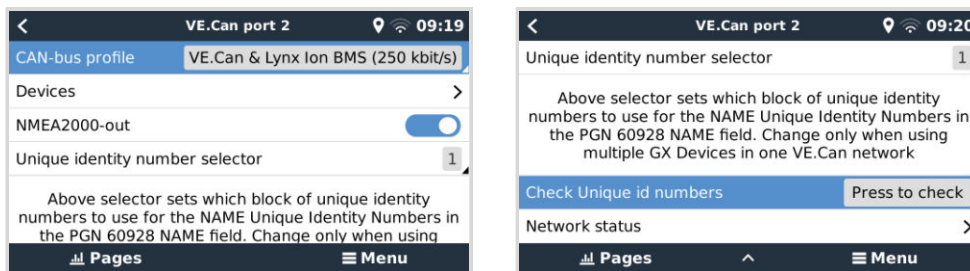 VE.Can port 2 09:19
CAN-bus profile VE.Can & Lynx Ion BMS (250 kbit/s)
Devices
NMEA2000-out
Unique identity number selector 1
Above selector sets which block of unique identity
numbers to use for the NAME Unique Identity Numbers in
the PGN 60928 NAME field. Change only when using
Pages Menu
VE.Can port 2 09:20
Unique identity number selector 1
Above selector sets which block of unique identity
numbers to use for the NAME Unique Identity Numbers in
the PGN 60928 NAME field. Change only when using
multiple GX Devices in one VE.Can network
Check Unique id numbers Press to check
Network status
Pages Menu